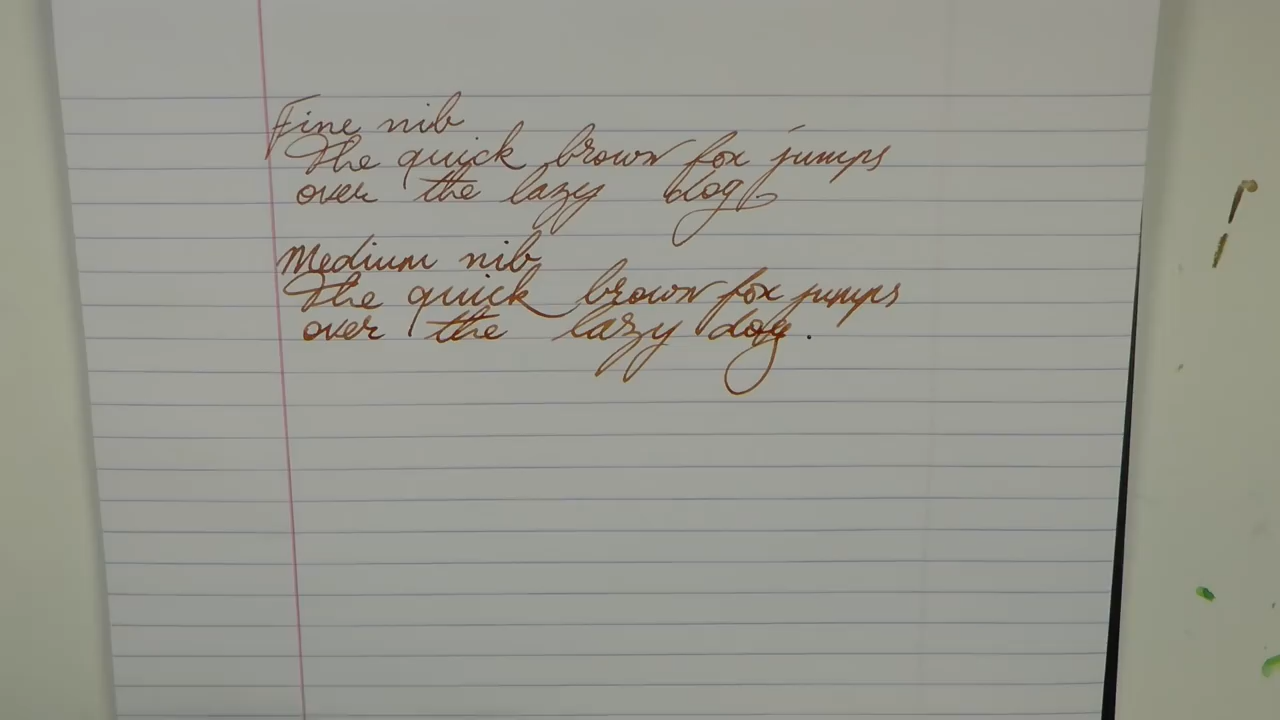 Fine nib
The quick brown fox jumps
over the lazy dog.
Medium nib
The quick brown fox jumps
over the lazy dog.